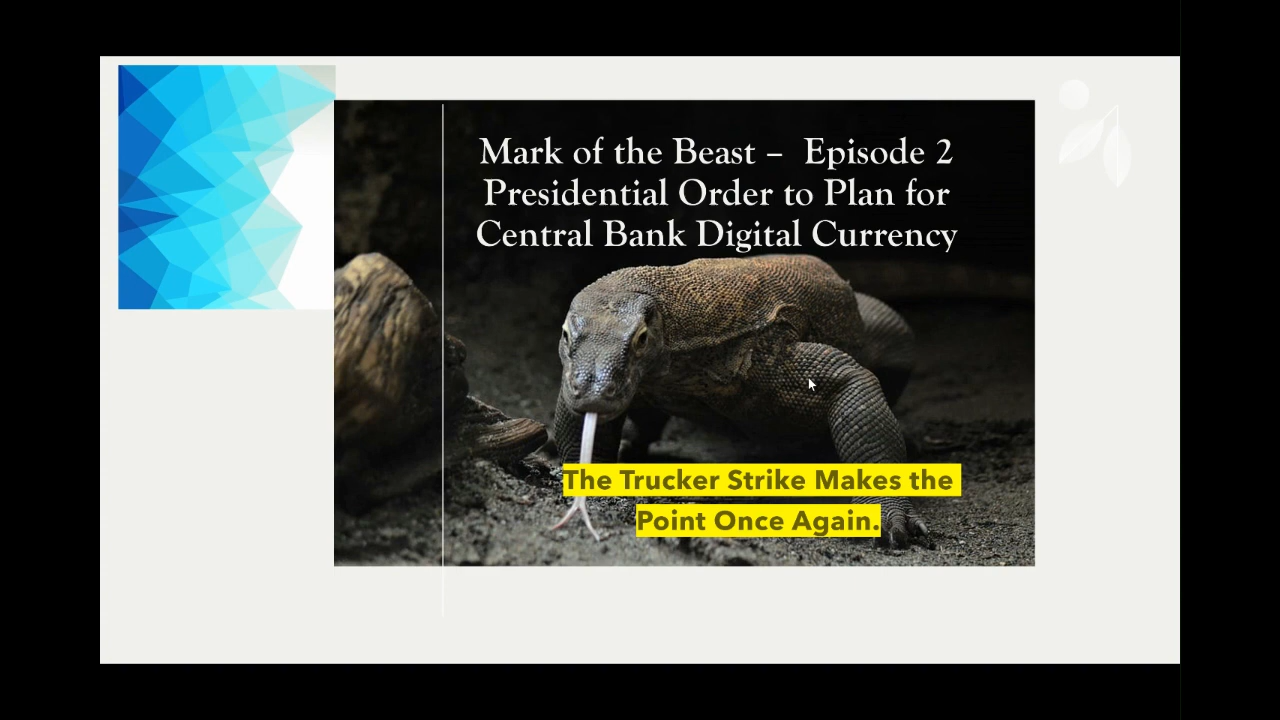 Mark of the Beast – Episode 2
Presidential Order to Plan for
Central Bank Digital Currency
The Trucker Strike Makes the
Point Once Again.